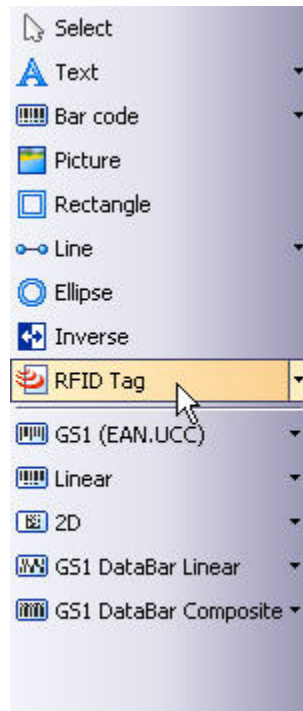 Select
Text
Bar code
Picture
Rectangle
Line
Ellipse
Inverse
RFID Tag
GS1 (EAN.UCC)
Linear
2D
GS1 DataBar Linear
GS1 DataBar Composite